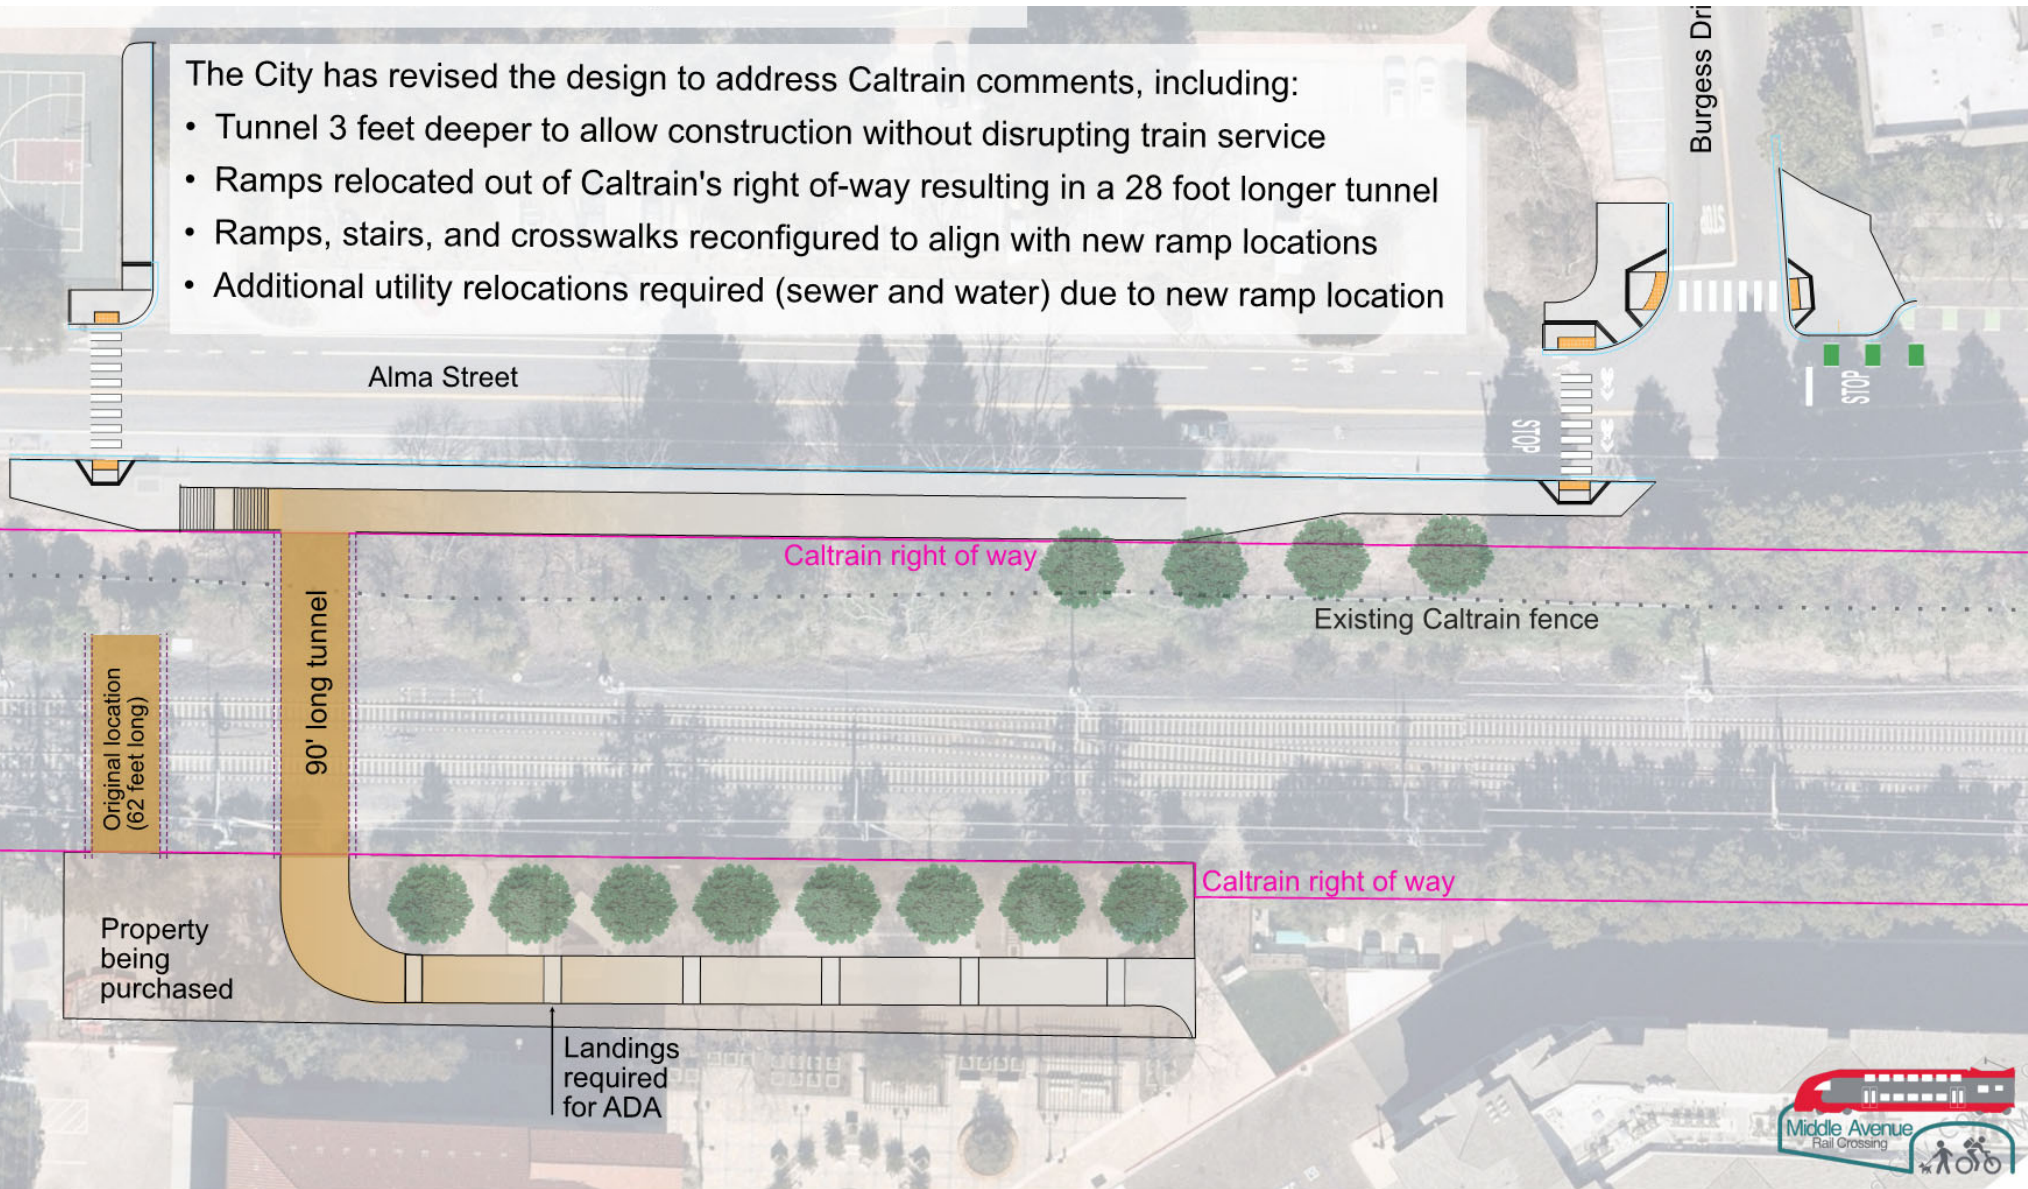 The City has revised the design to address Caltrain comments, including:
• Tunnel 3 feet deeper to allow construction without disrupting train service
• Ramps relocated out of Caltrain's right of-way resulting in a 28 foot longer tunnel
• Ramps, stairs, and crosswalks reconfigured to align with new ramp locations
• Additional utility relocations required (sewer and water) due to new ramp location
Burgess Dri
STOP
Alma Street
STOP
STOP
Caltrain right of way
Existing Caltrain fence
90' long tunnel
Original location
(62 feet long)
Caltrain right of way
Property
being
purchased
Landings
required
for ADA
Middle Avenue
Rail Crossing